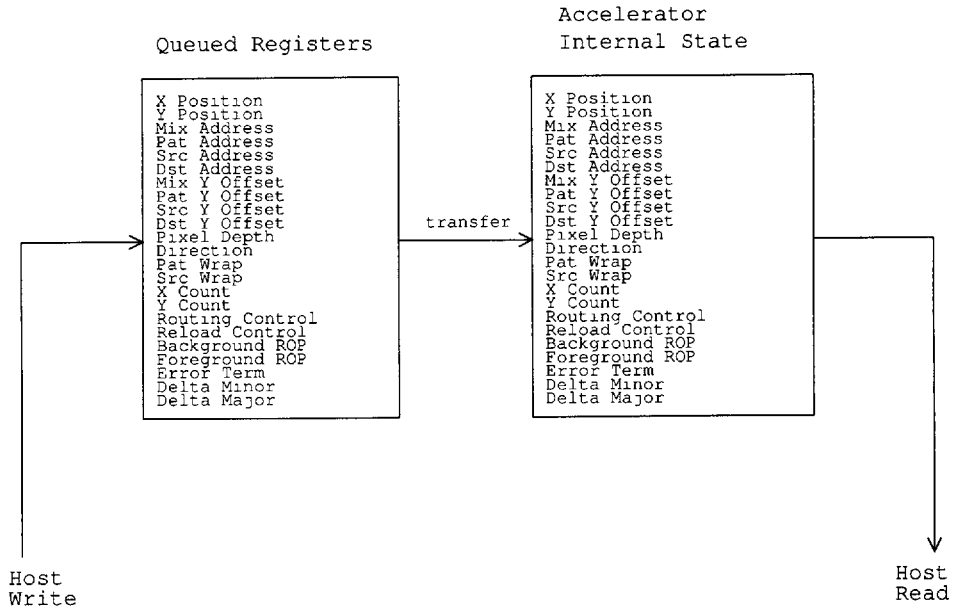 Accelerator
Internal State
Queued Registers
X Position
Y Position
Mix Address
Pat Address
Src Address
Dst Address
Mix Y Offset
Pat Y Offset
Src Y Offset
Dst Y Offset
Pixel Depth
Direction
Pat Wrap
Src Wrap
X Count
Y Count
Routing Control
Reload Control
Background ROP
Foreground ROP
Error Term
Delta Minor
Delta Major
transfer
X Position
Y Position
Mix Address
Pat Address
Src Address
Dst Address
Mix Y Offset
Pat Y Offset
Src Y Offset
Dst Y Offset
Pixel Depth
Direction
Pat Wrap
Src Wrap
X Count
Y Count
Routing Control
Reload Control
Background ROP
Foreground ROP
Error Term
Delta Minor
Delta Major
Host
Write
Host
Read